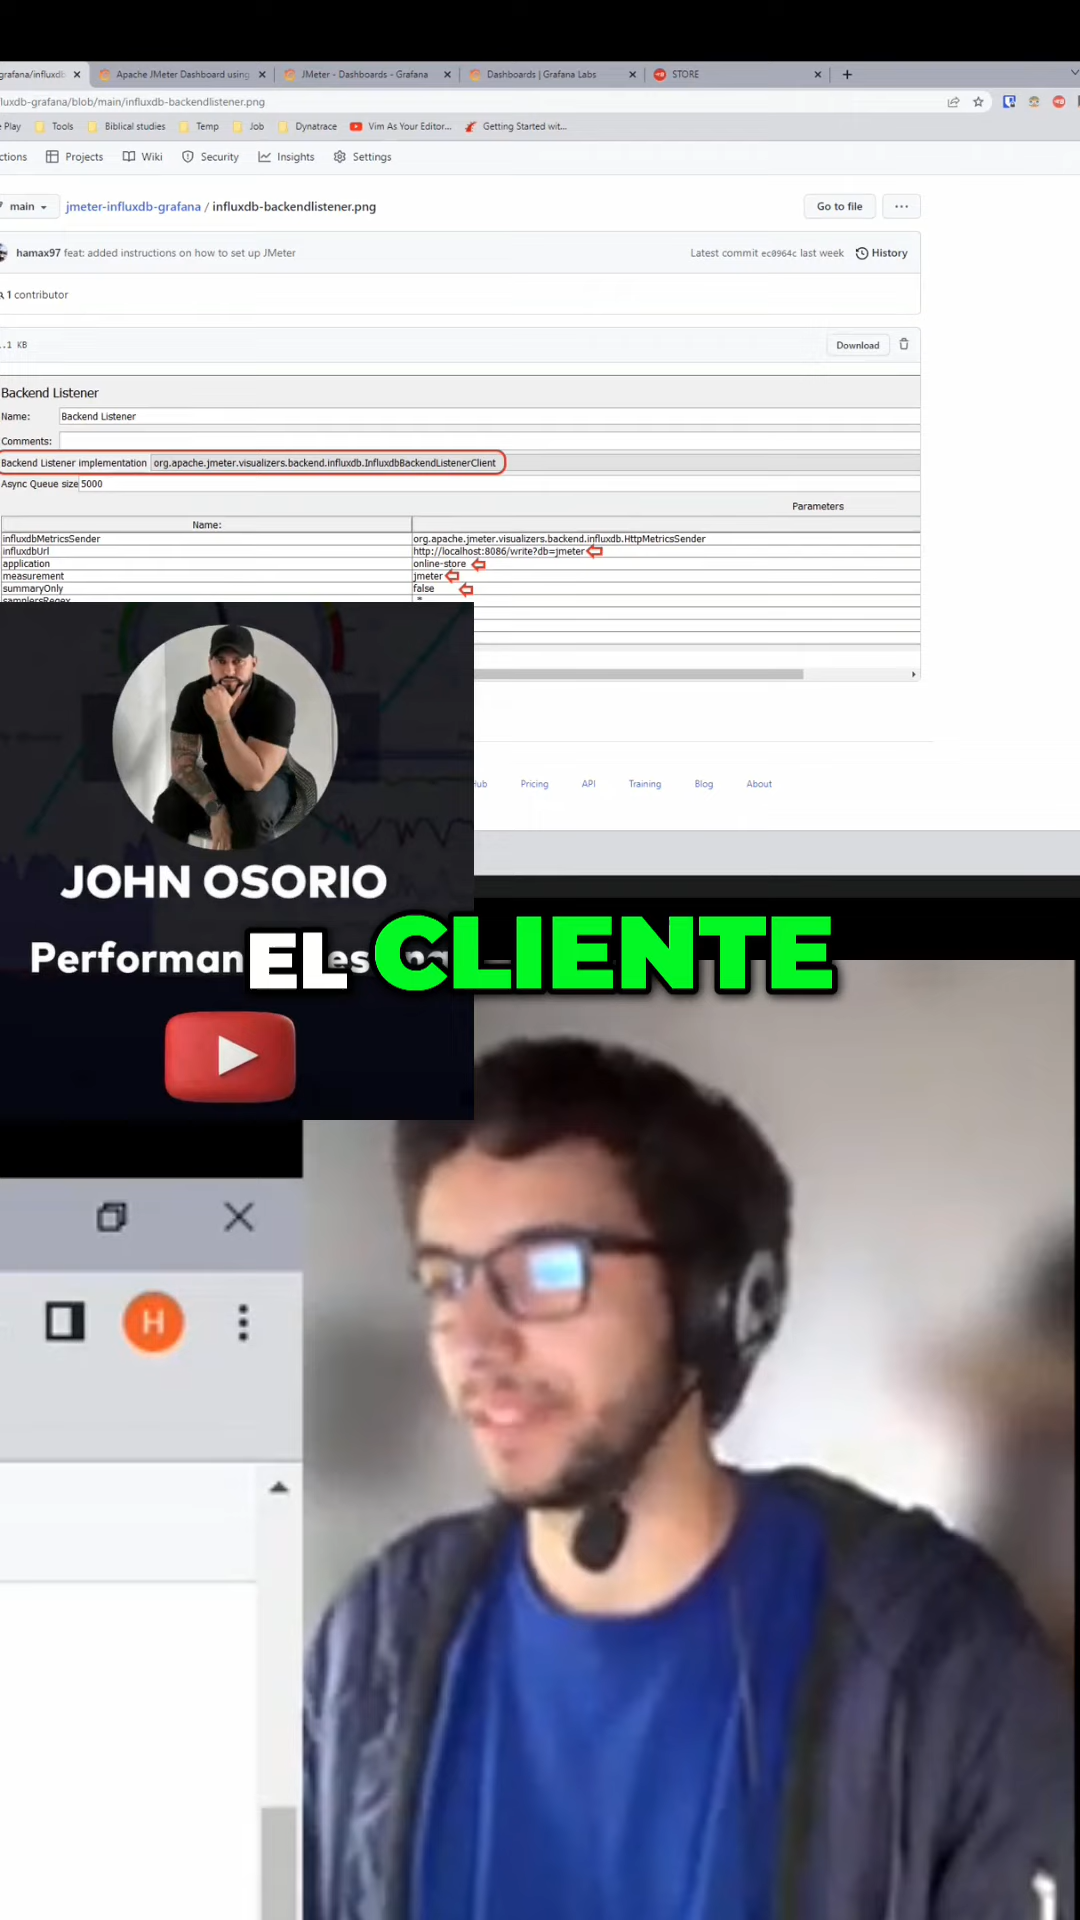 grafana/influxdb Apache JMeter Dashboard using JMeter - Dashboards - Grafana Dashboards | Grafana Labs STORE
luxdb-grafana/blob/main/influxdb-backendlistener.png
Play Tools Biblical studies Temp Job Dynatrace Vim As Your Editor... Getting Started wit...
ctions Projects Wiki Security Insights Settings
main jmeter-influxdb-grafana / influxdb-backendlistener.png Go to file ...
hamax97 feat: added instructions on how to set up JMeter Latest commit ec0964c last week History
1 contributor
.1 KB Download
Backend Listener
Name: Backend Listener
Comments:
Backend Listener implementation org.apache.jmeter.visualizers.backend.influxdb.InfluxdbBackendListenerClient
Async Queue size 5000
Parameters
Name:
influxdbMetricsSender org.apache.jmeter.visualizers.backend.influxdb.HttpMetricsSender
influxdbUrl http://localhost:8086/write?db=jmeter
application online-store
measurement jmeter
summaryOnly false
samplersRegex .*
Hub Pricing API Training Blog About
JOHN OSORIO
EL CLIENTE
H